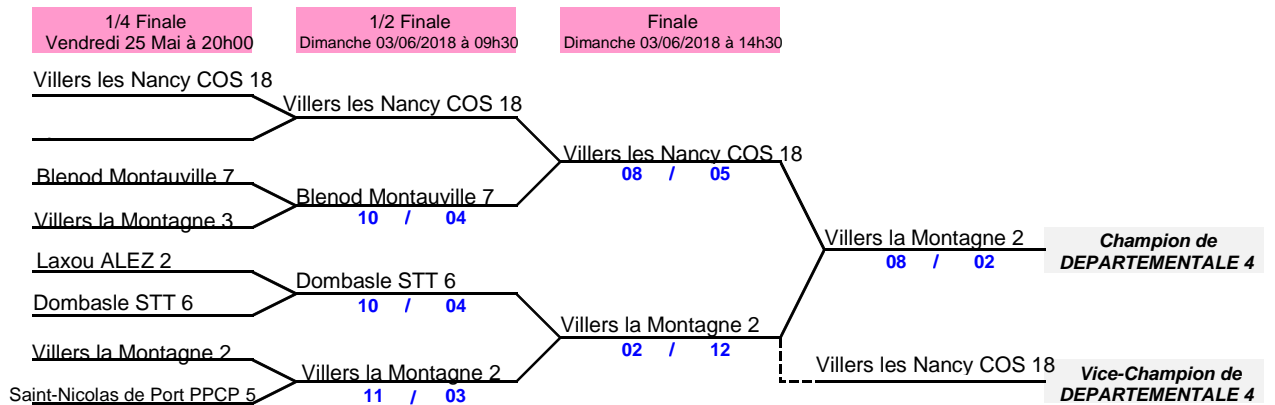 1/4 Finale
Vendredi 25 Mai à 20h00
1/2 Finale
Dimanche 03/06/2018 à 09h30
Finale
Dimanche 03/06/2018 à 14h30
Villers les Nancy COS 18
Villers les Nancy COS 18
Villers les Nancy COS 18
08 / 05
Blenod Montauville 7
Blenod Montauville 7
10 / 04
Villers la Montagne 3
Villers la Montagne 2
08 / 02
Champion de
DEPARTEMENTALE 4
Laxou ALEZ 2
Dombasle STT 6
10 / 04
Dombasle STT 6
Villers la Montagne 2
02 / 12
Villers la Montagne 2
Villers la Montagne 2
11 / 03
Saint-Nicolas de Port PPCP 5
Villers les Nancy COS 18
Vice-Champion de
DEPARTEMENTALE 4